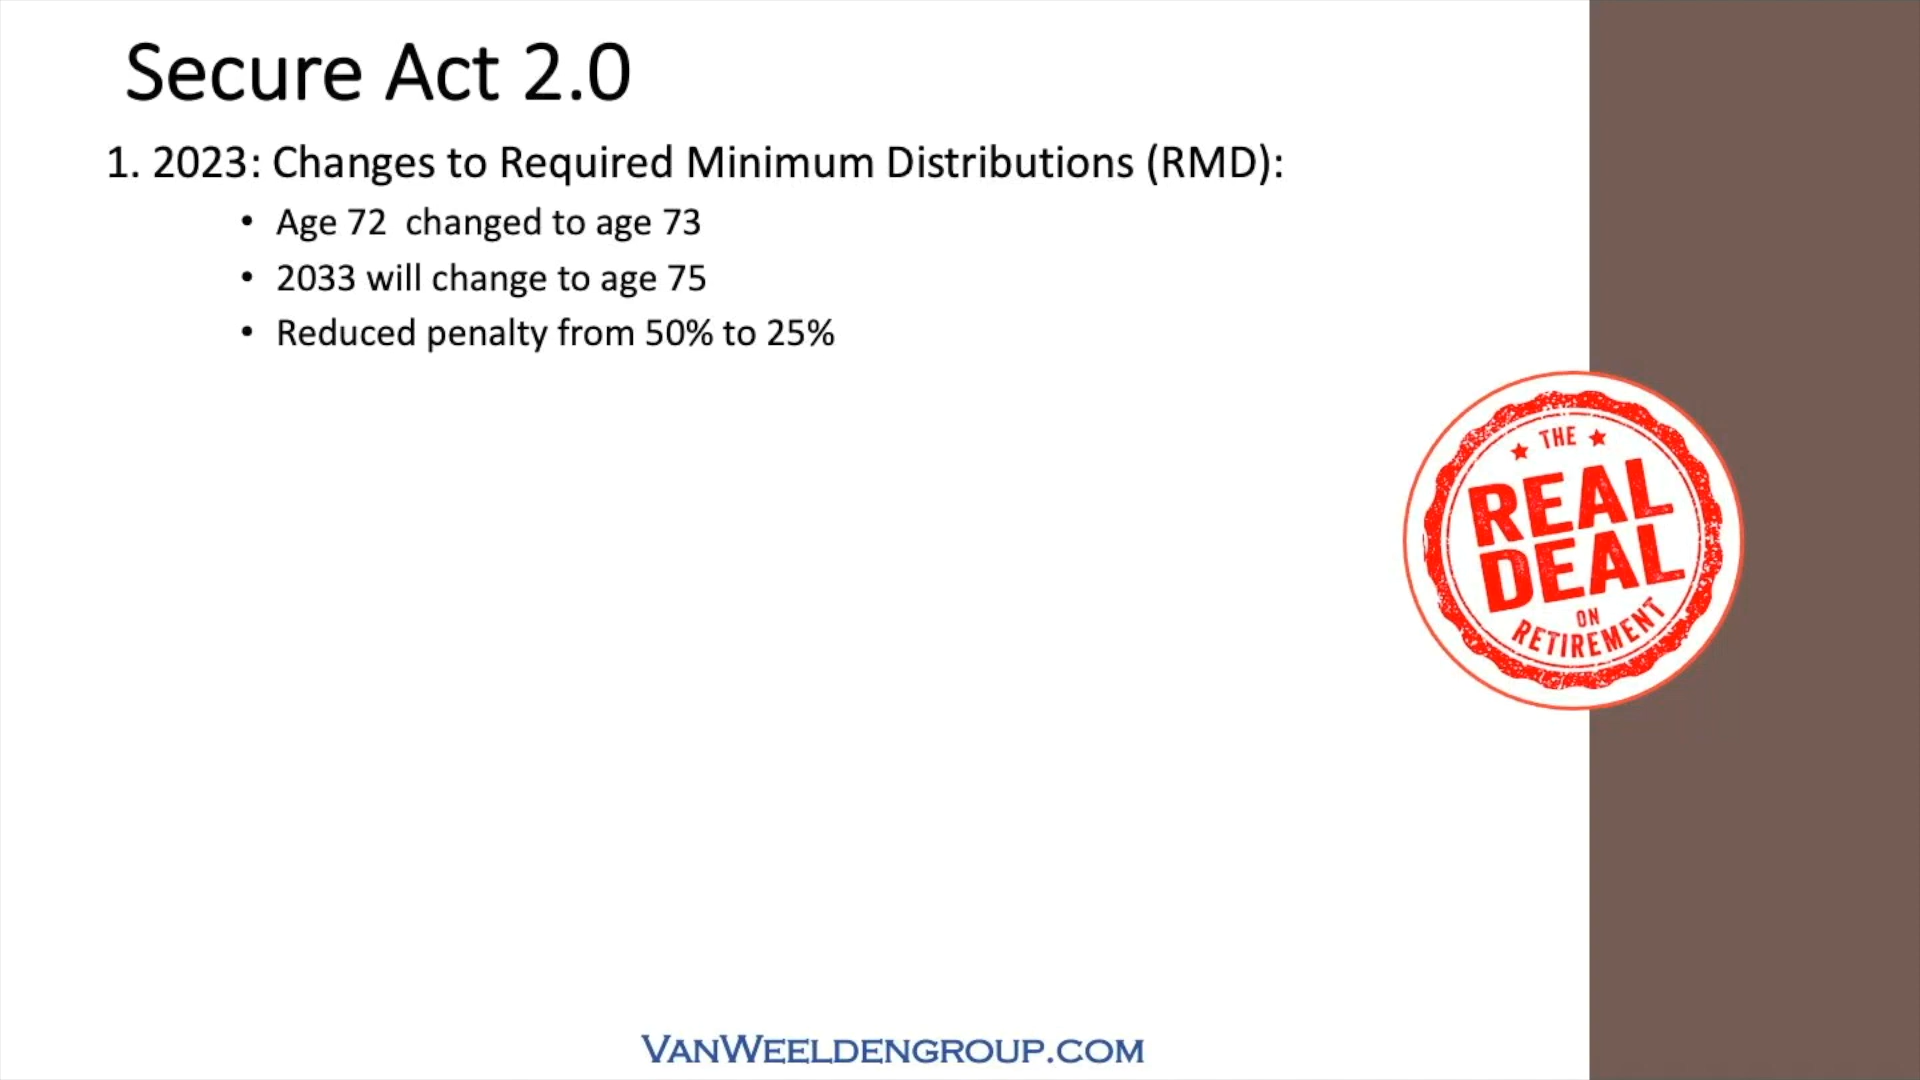 Secure Act 2.0
1. 2023: Changes to Required Minimum Distributions (RMD):
• Age 72  changed to age 73
• 2033 will change to age 75
• Reduced penalty from 50% to 25%
★ THE ★
REAL
DEAL
ON
RETIREMENT
VANWEELDENGROUP.COM